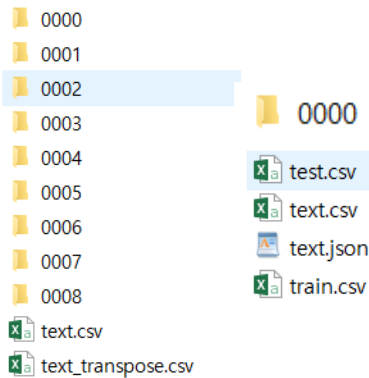 0000
0001
0002
0003
0004
0005
0006
0007
0008
text.csv
text_transpose.csv
0000
test.csv
text.csv
text.json
train.csv